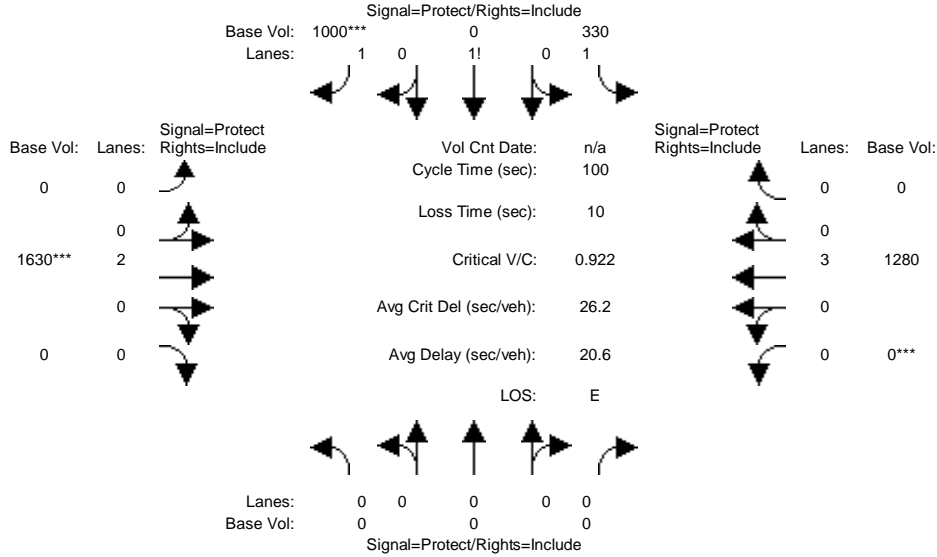 Signal=Protect/Rights=Include
Base Vol: 1000*** 0 330
Lanes: 1 0 1! 0 1
Signal=Protect Signal=Protect
Base Vol: Lanes: Rights=Include Vol Cnt Date: n/a Rights=Include Lanes: Base Vol:
Cycle Time (sec): 100
0 0 0 0
Loss Time (sec): 10
0 0
1630*** 2 Critical V/C: 0.922 3 1280
0 Avg Crit Del (sec/veh): 26.2 0
0 0 Avg Delay (sec/veh): 20.6 0 0***
LOS: E
Lanes: 0 0 0 0 0
Base Vol: 0 0 0
Signal=Protect/Rights=Include